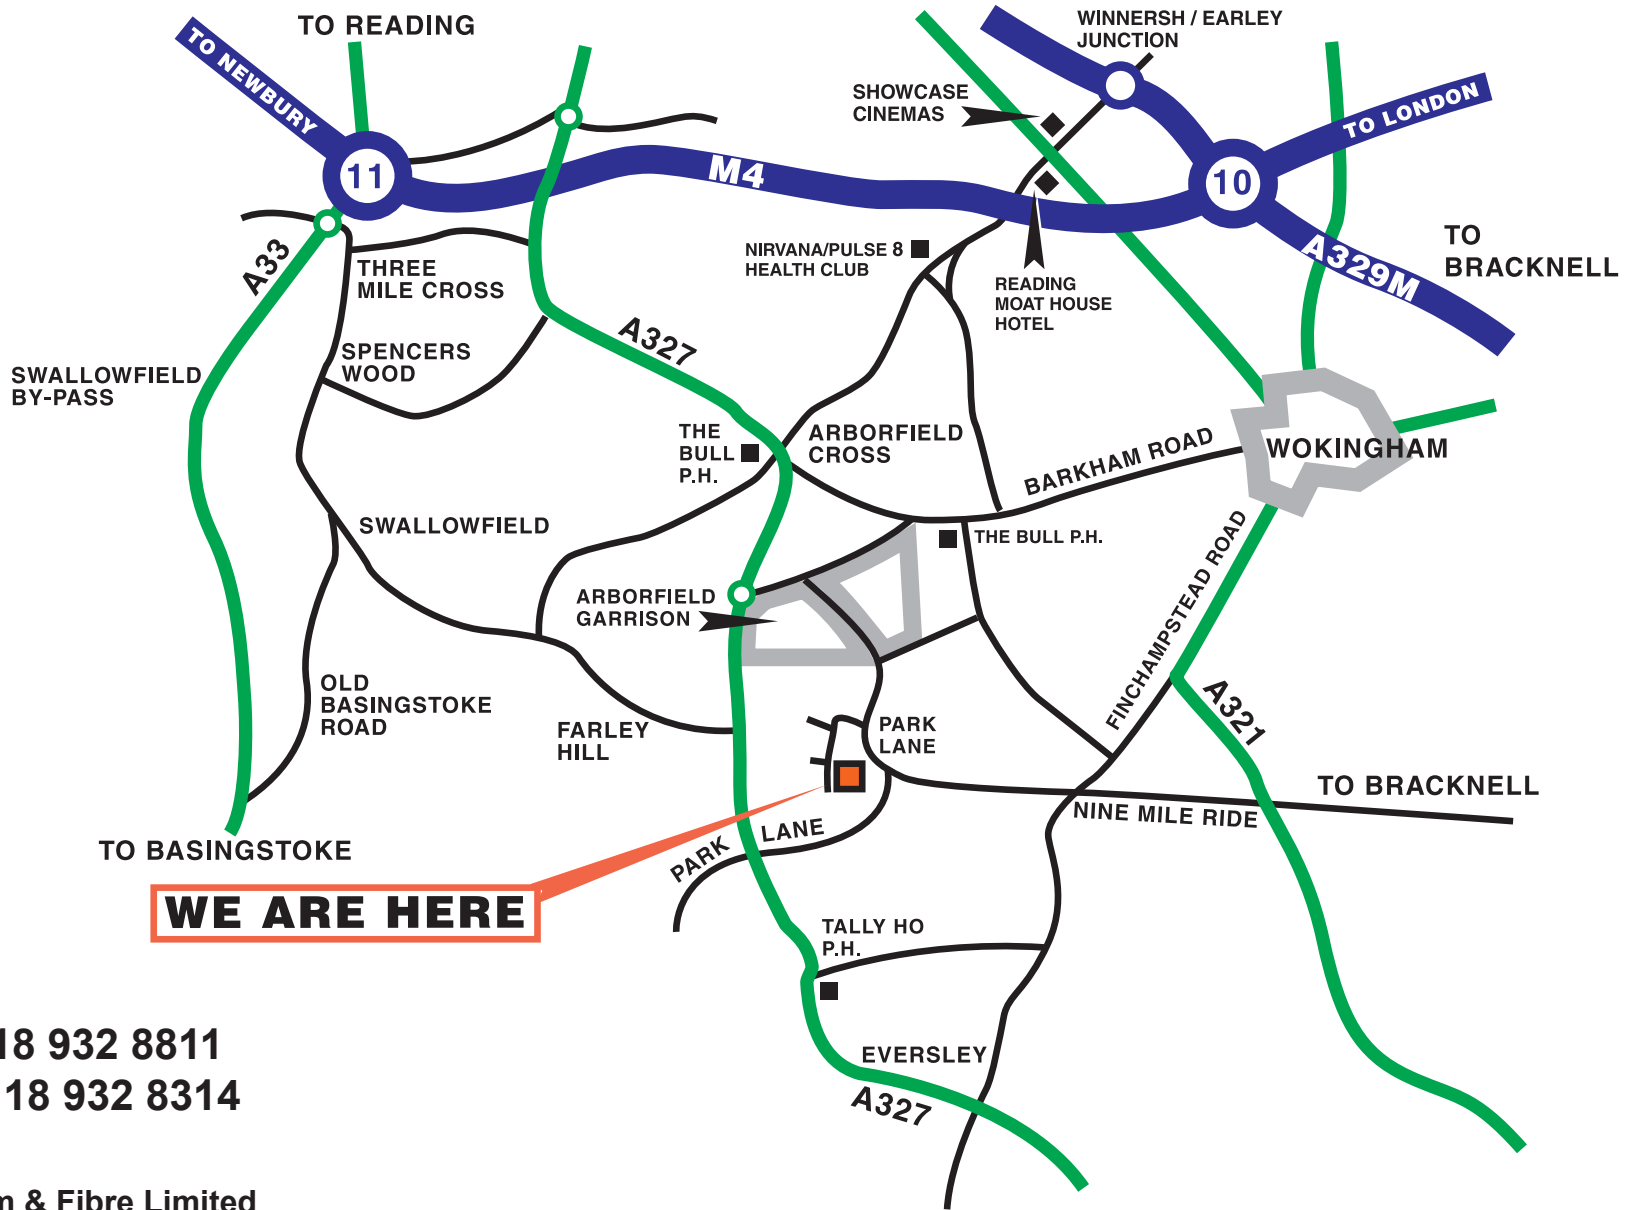 TO READING
WINNERSH / EARLEY
JUNCTION
TO NEWBURY
SHOWCASE
CINEMAS
TO LONDON
11
M4
10
A33
NIRVANA/PULSE 8
HEALTH CLUB
TO
BRACKNELL
A329M
THREE
MILE CROSS
READING
MOAT HOUSE
HOTEL
A327
SPENCERS
WOOD
SWALLOWFIELD
BY-PASS
THE
BULL
P.H.
ARBORFIELD
CROSS
BARKHAM ROAD
WOKINGHAM
SWALLOWFIELD
THE BULL P.H.
ARBORFIELD
GARRISON
FINCHAMPSTEAD ROAD
OLD
BASINGSTOKE
ROAD
FARLEY
HILL
PARK
LANE
A321
TO BRACKNELL
NINE MILE RIDE
PARK LANE
TO BASINGSTOKE
WE ARE HERE
TALLY HO
P.H.
18 932 8811
EVERSLEY
18 932 8314
A327
& Fibre Limited